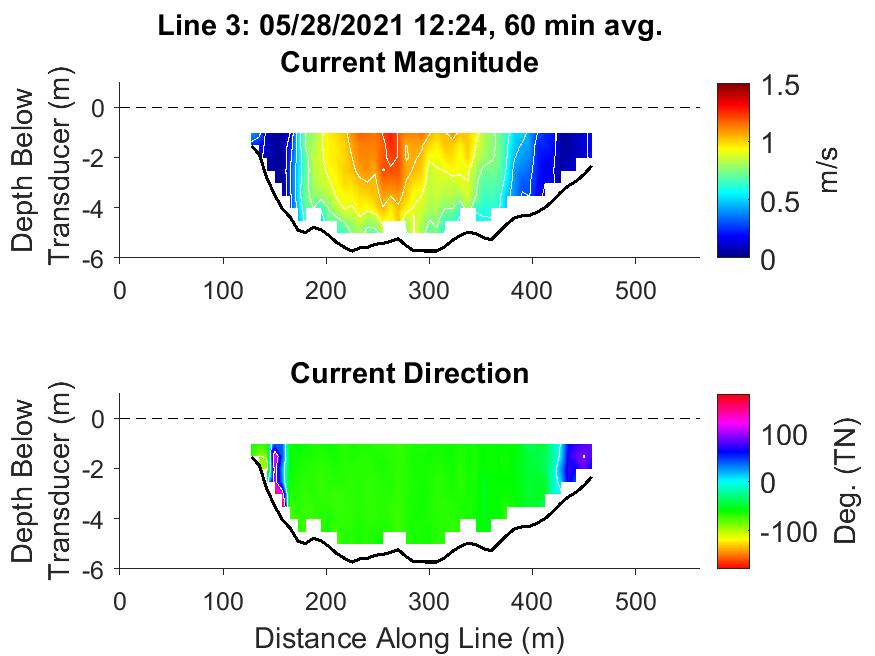 Line 3: 05/28/2021 12:24, 60 min avg.
Current Magnitude
Depth Below
Transducer (m)
0
-2
-4
-6
0
100
200
300
400
500
1.5
1
0.5
0
m/s
Current Direction
Depth Below
Transducer (m)
0
-2
-4
-6
0
100
200
300
400
500
Distance Along Line (m)
100
0
-100
Deg. (TN)